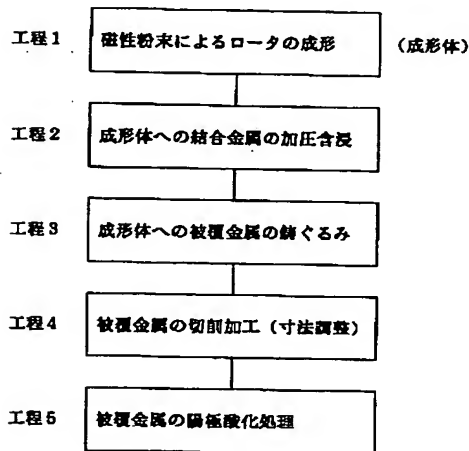 工程1 磁性粉末によるロータの成形 (成形体)
工程2 成形体への結合金属の加圧含浸
工程3 成形体への被覆金属の鋳ぐるみ
工程4 被覆金属の切削加工(寸法調整)
工程5 被覆金属の陽極酸化処理